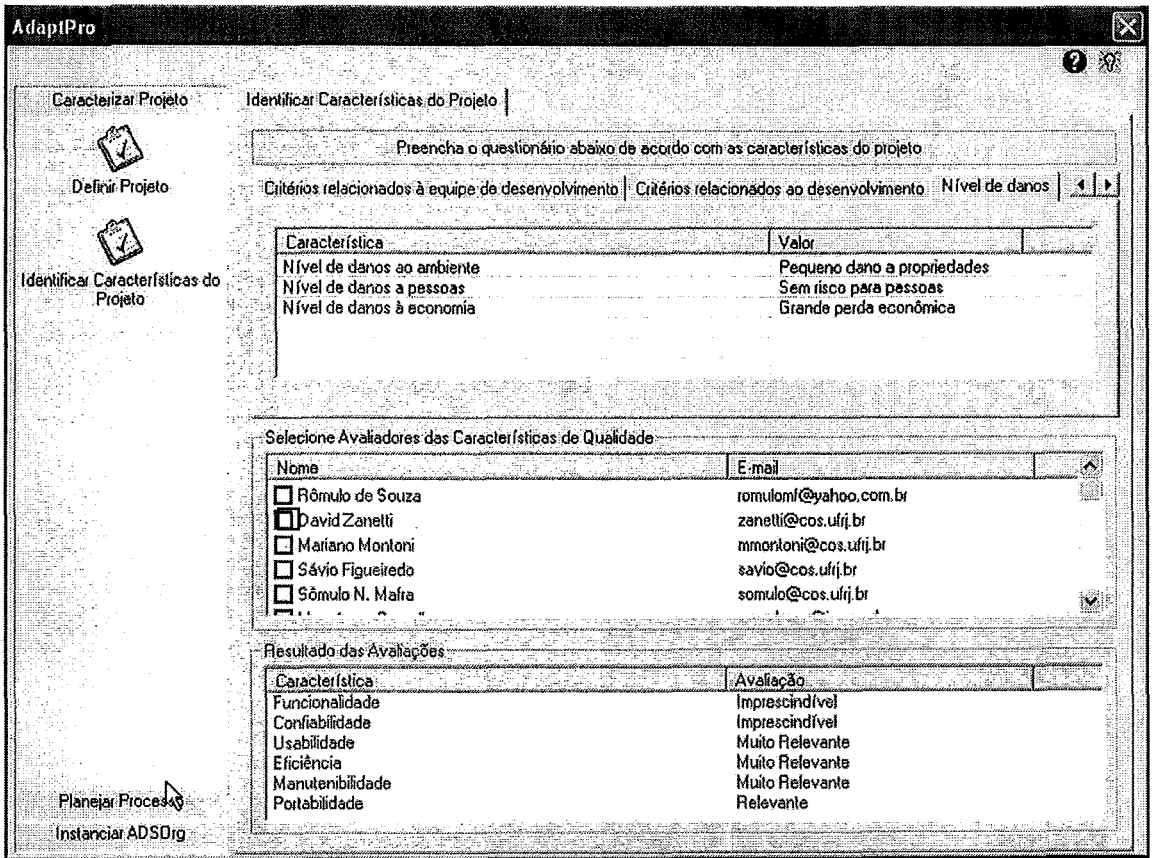 AdaptPro
Caracterizar Projeto
Definir Projeto
Identificar Características do
Projeto
Planejar Processo
Instanciar ADSOrg
Identificar Características do Projeto
Preencha o questionário abaixo de acordo com as características do projeto
Critérios relacionados à equipe de desenvolvimento Critérios relacionados ao desenvolvimento Nível de danos
Característica Valor
Nível de danos ao ambiente Pequeno dano a propriedades
Nível de danos a pessoas Sem risco para pessoas
Nível de danos à economia Grande perda econômica
Selecione Avaliadores das Características de Qualidade
Nome E-mail
Rômulo de Souza romulomf@yahoo.com.br
David Zanetti zanetti@cos.ufrj.br
Mariano Montoni mmontoni@cos.ufrj.br
Sávio Figueiredo savio@cos.ufrj.br
Sômulo N. Mafra somulo@cos.ufrj.br
Resultado das Avaliações
Característica Avaliação
Funcionalidade Imprescindível
Confiabilidade Imprescindível
Usabilidade Muito Relevante
Eficiência Muito Relevante
Manutenibilidade Muito Relevante
Portabilidade Relevante